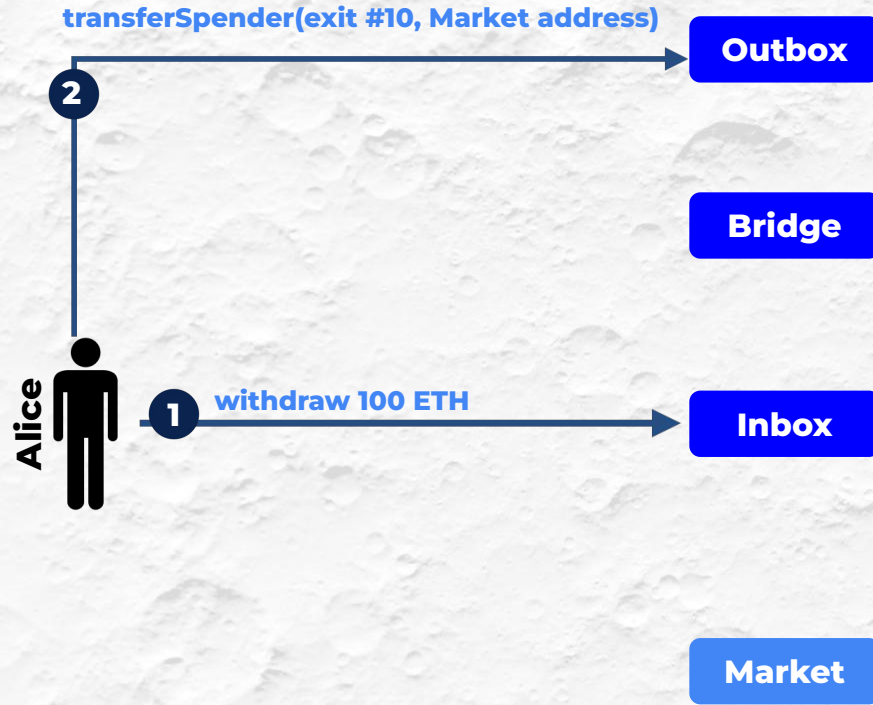 transferSpender(exit #10, Market address)
Outbox
2
Bridge
Alice
1
withdraw 100 ETH
Inbox
Market